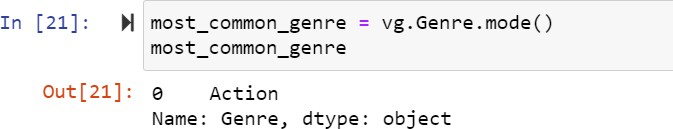 In [21]: most_common_genre = vg.Genre.mode()
most_common_genre
Out[21]: 0    Action
Name: Genre, dtype: object